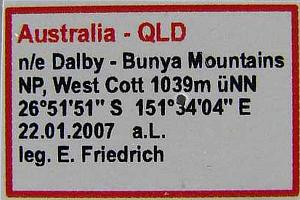 Australia - QLD
n/e Dalby - Bunya Mountains
NP, West Cott 1039m üNN
26°51'51" S 151°34'04" E
22.01.2007 a.L.
leg. E. Friedrich